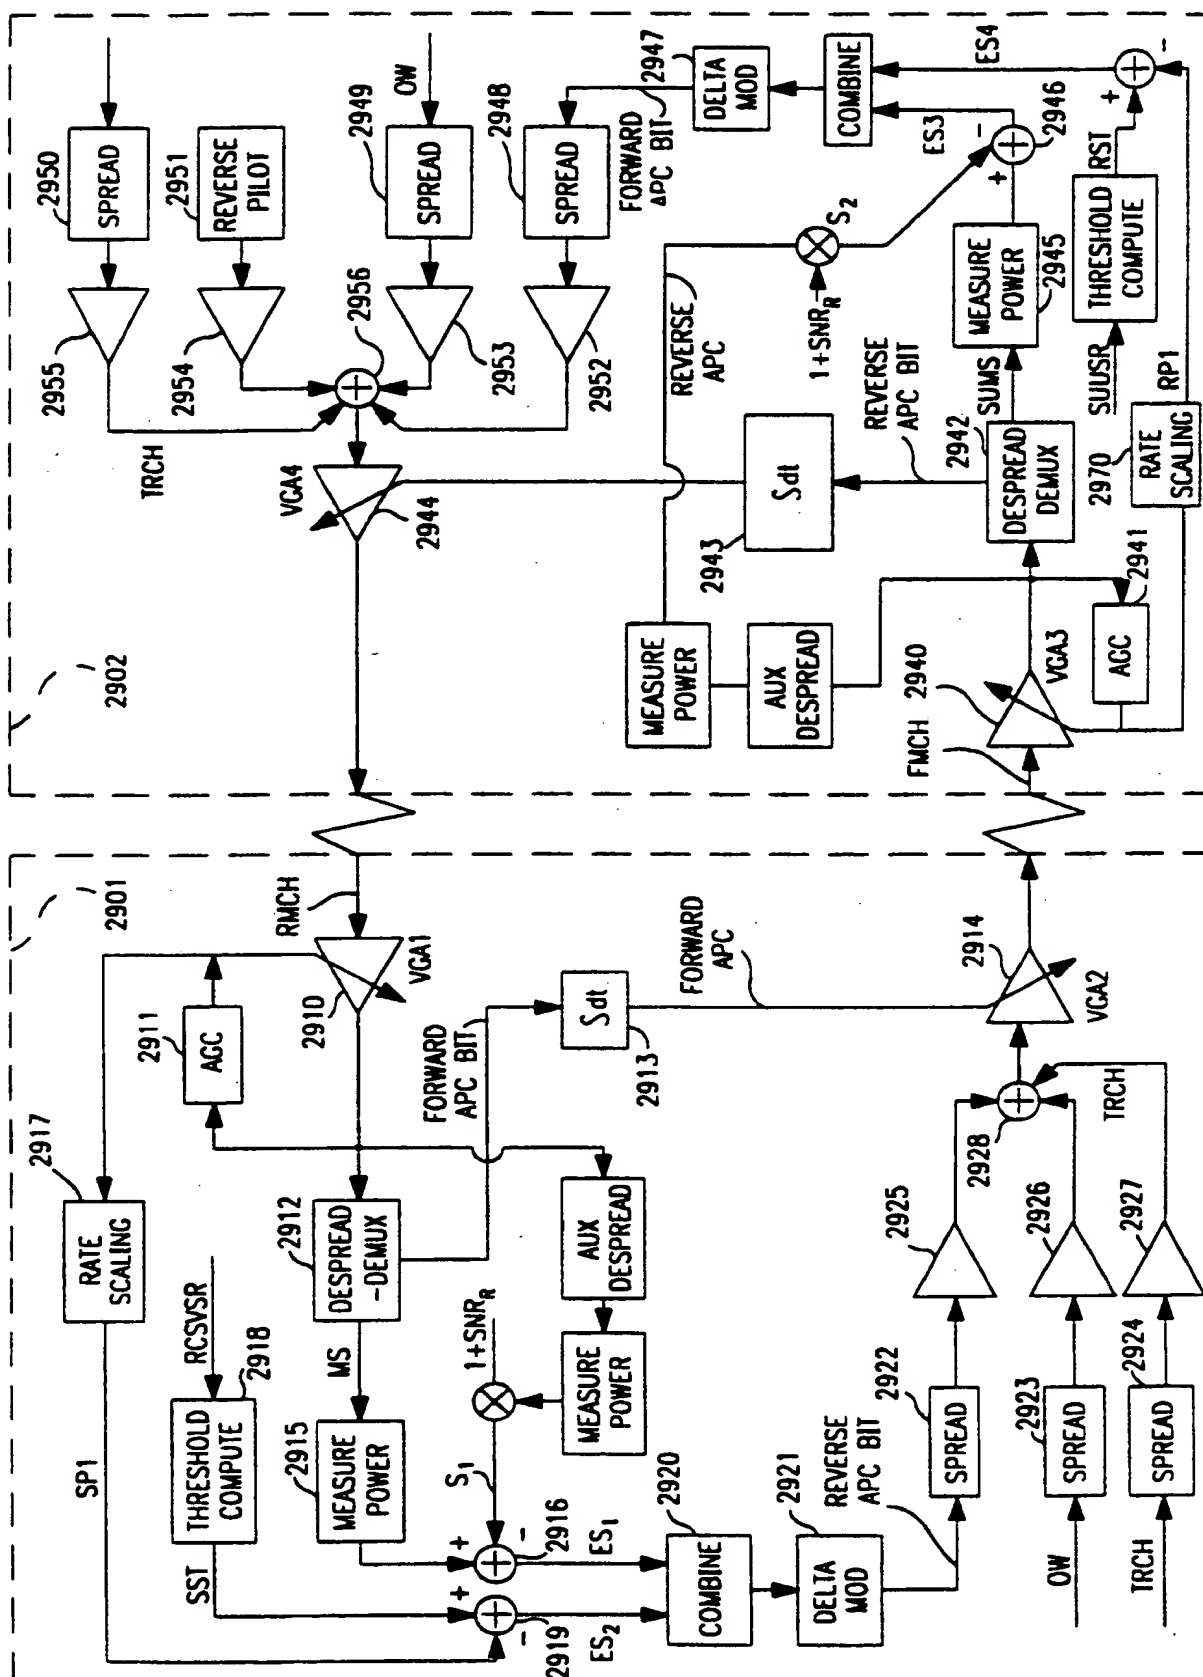 2901
2917
RATE
SCALING
2911
AGC
RMCH
VGA1
2910
SP1
RCSVSR
2918
THRESHOLD
COMPUTE
SST
2912
DESPREAD
-DEMUX
MS
2915
MEASURE
POWER
FORWARD
APC BIT
∫dt
2913
FORWARD
APC
AUX
DESPREAD
MEASURE
POWER
1+SNRR
S1
+
-
2916
ES1
+
-
2919
ES2
2920
COMBINE
2921
DELTA
MOD
REVERSE
APC BIT
2922
SPREAD
2925
2923
SPREAD
2926
OW
2924
SPREAD
2927
TRCH
TRCH
2928
2914
VGA2
2902
2950
SPREAD
2955
TRCH
2951
REVERSE
PILOT
2954
2949
SPREAD
OW
2953
2948
SPREAD
2952
2956
VGA4
2944
FORWARD
APC BIT
2947
DELTA
MOD
COMBINE
ES3
ES4
REVERSE
APC
1+SNRR
S2
+
-
2946
MEASURE
POWER
AUX
DESPREAD
∫dt
2943
REVERSE
APC BIT
2942
DESPREAD
DEMUX
SUMS
MEASURE
POWER
2945
SUUSR
THRESHOLD
COMPUTE
RST
+
-
FMCH
2940
VGA3
AGC
2941
2970
RATE
SCALING
RP1